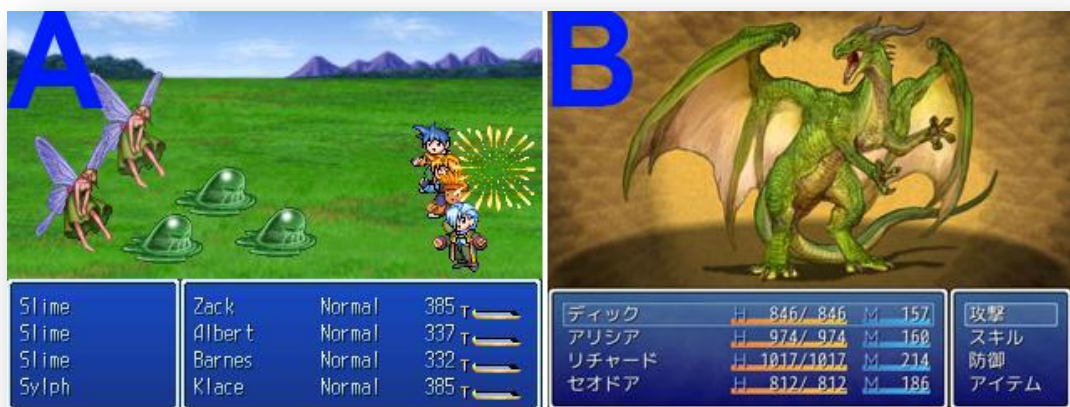 A
Slime
Slime
Slime
Sylph
Zack Normal 385 T
Albert Normal 337 T
Barnes Normal 332 T
Klace Normal 385 T
B
ディック H 846/ 846 M 157
アリシア H 974/ 974 M 160
リチャード H 1017/1017 M 214
セオドア H 812/ 812 M 186
攻撃
スキル
防御
アイテム